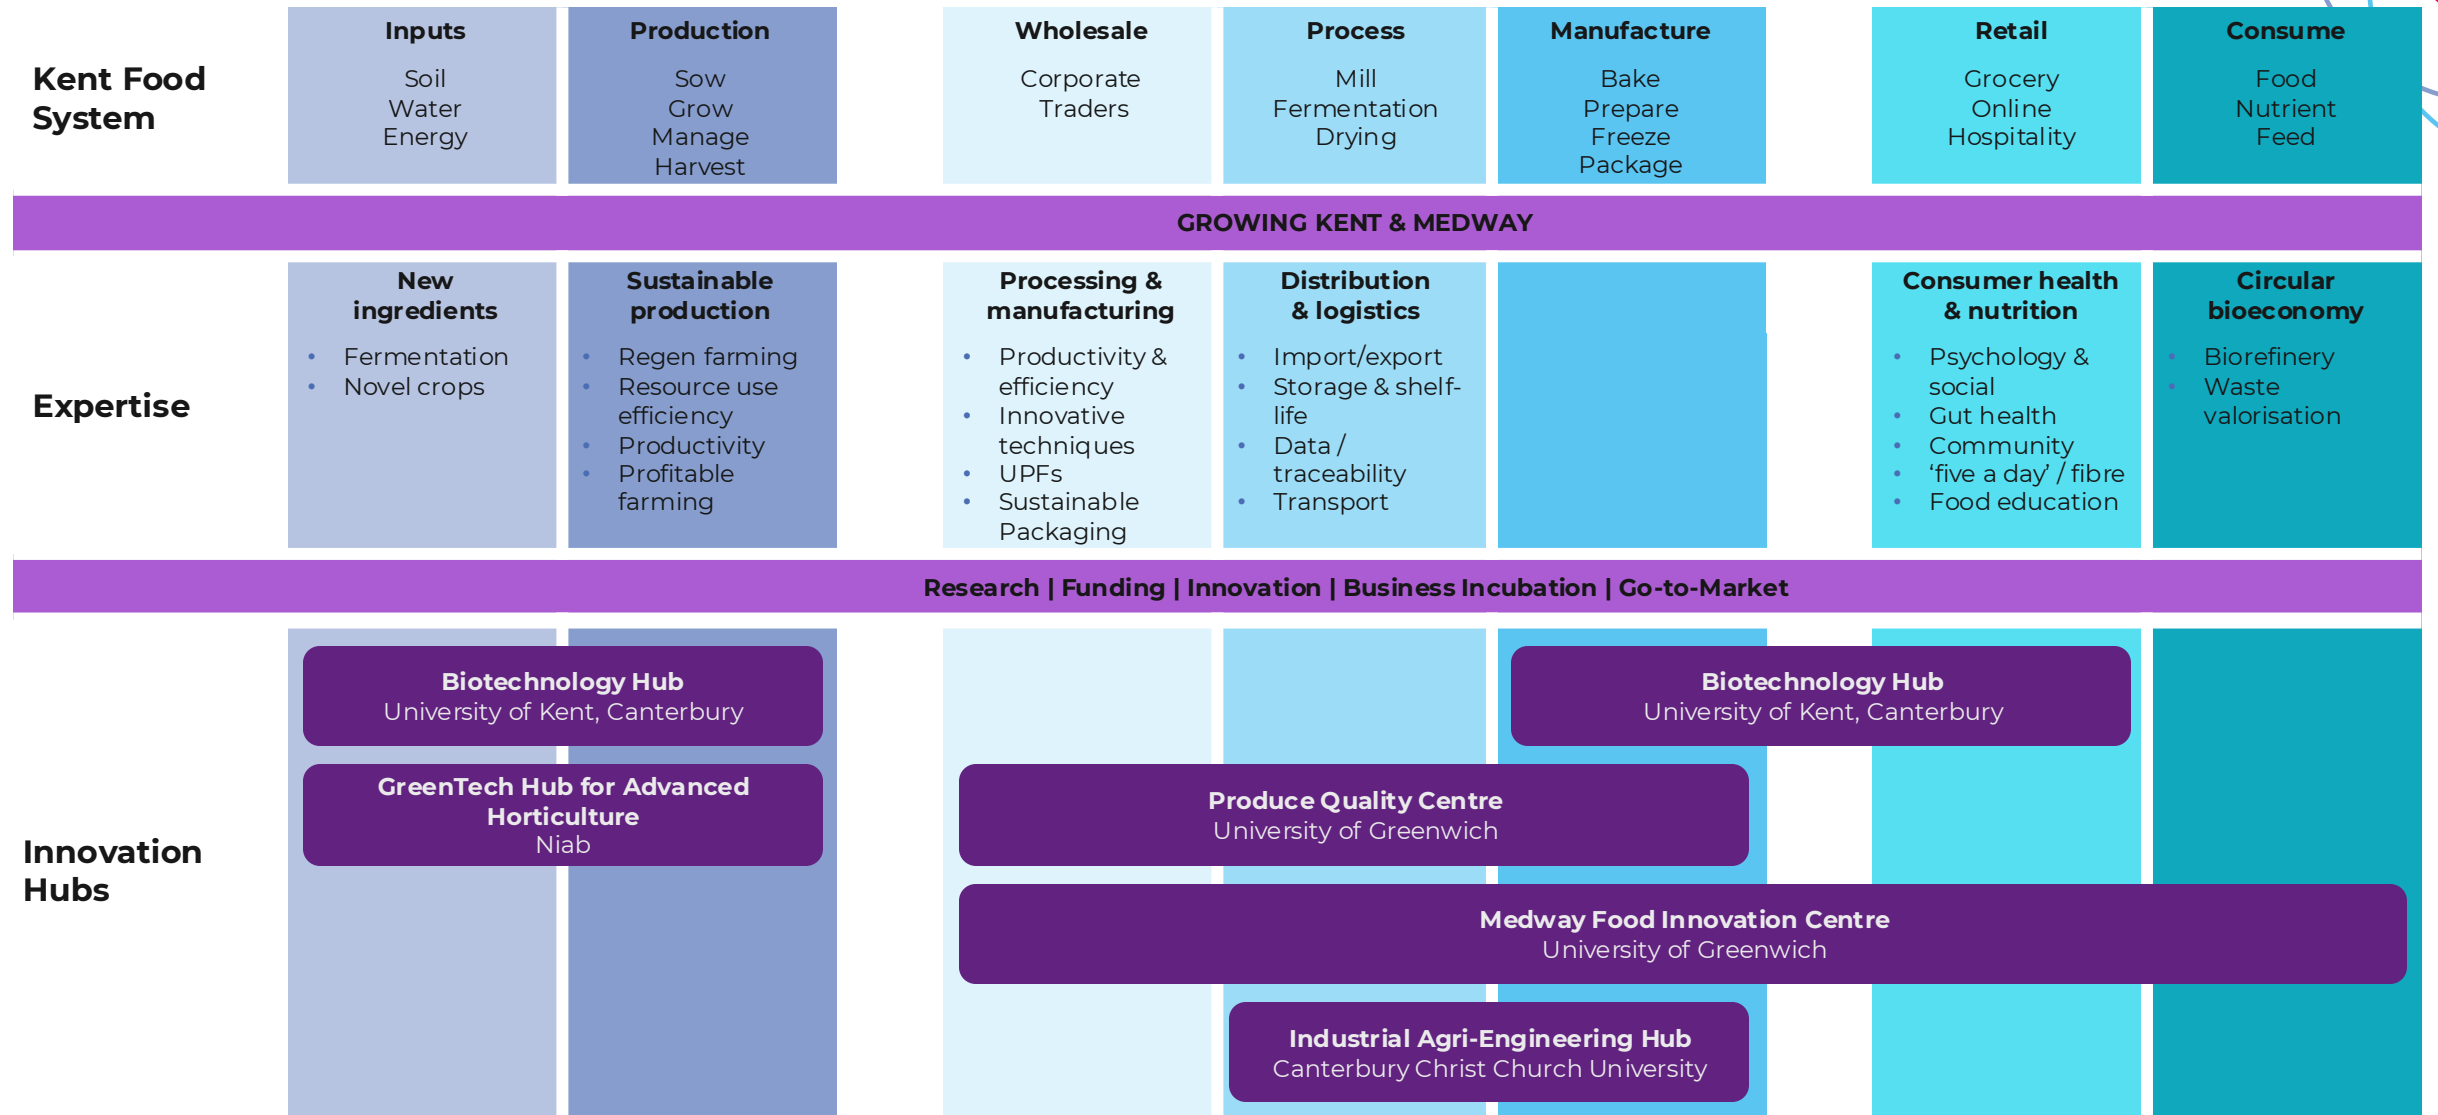 Kent Food
System
Inputs
Soil
Water
Energy
Production
Sow
Grow
Manage
Harvest
Wholesale
Corporate
Traders
Process
Mill
Fermentation
Drying
Manufacture
Bake
Prepare
Freeze
Package
Retail
Grocery
Online
Hospitality
Consume
Food
Nutrient
Feed
GROWING KENT & MEDWAY
Expertise
New
ingredients
• Fermentation
• Novel crops
Sustainable
production
• Regen farming
• Resource use
efficiency
• Productivity
• Profitable
farming
Processing &
manufacturing
• Productivity &
efficiency
• Innovative
techniques
• UPFs
• Sustainable
Packaging
Distribution
& logistics
• Import/export
• Storage & shelf-
life
• Data /
traceability
• Transport
Consumer health
& nutrition
• Psychology &
social
• Gut health
• Community
• ‘five a day’ / fibre
• Food education
Circular
bioeconomy
• Biorefinery
• Waste
valorisation
Research | Funding | Innovation | Business Incubation | Go-to-Market
Innovation
Hubs
Biotechnology Hub
University of Kent, Canterbury
Biotechnology Hub
University of Kent, Canterbury
GreenTech Hub for Advanced
Horticulture
Niab
Produce Quality Centre
University of Greenwich
Medway Food Innovation Centre
University of Greenwich
Industrial Agri-Engineering Hub
Canterbury Christ Church University